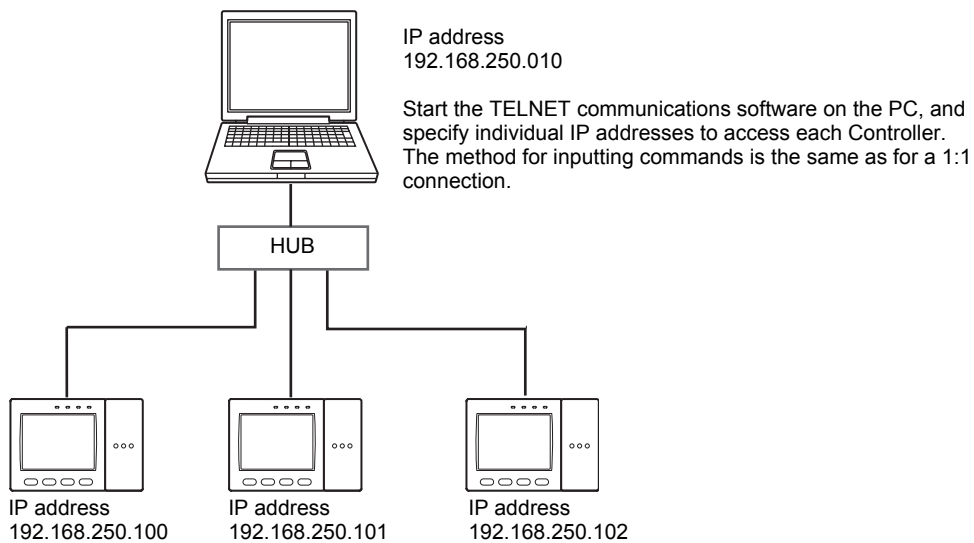 IP address
192.168.250.010
Start the TELNET communications software on the PC, and
specify individual IP addresses to access each Controller.
The method for inputting commands is the same as for a 1:1
connection.
HUB
IP address
192.168.250.100
IP address
192.168.250.101
IP address
192.168.250.102